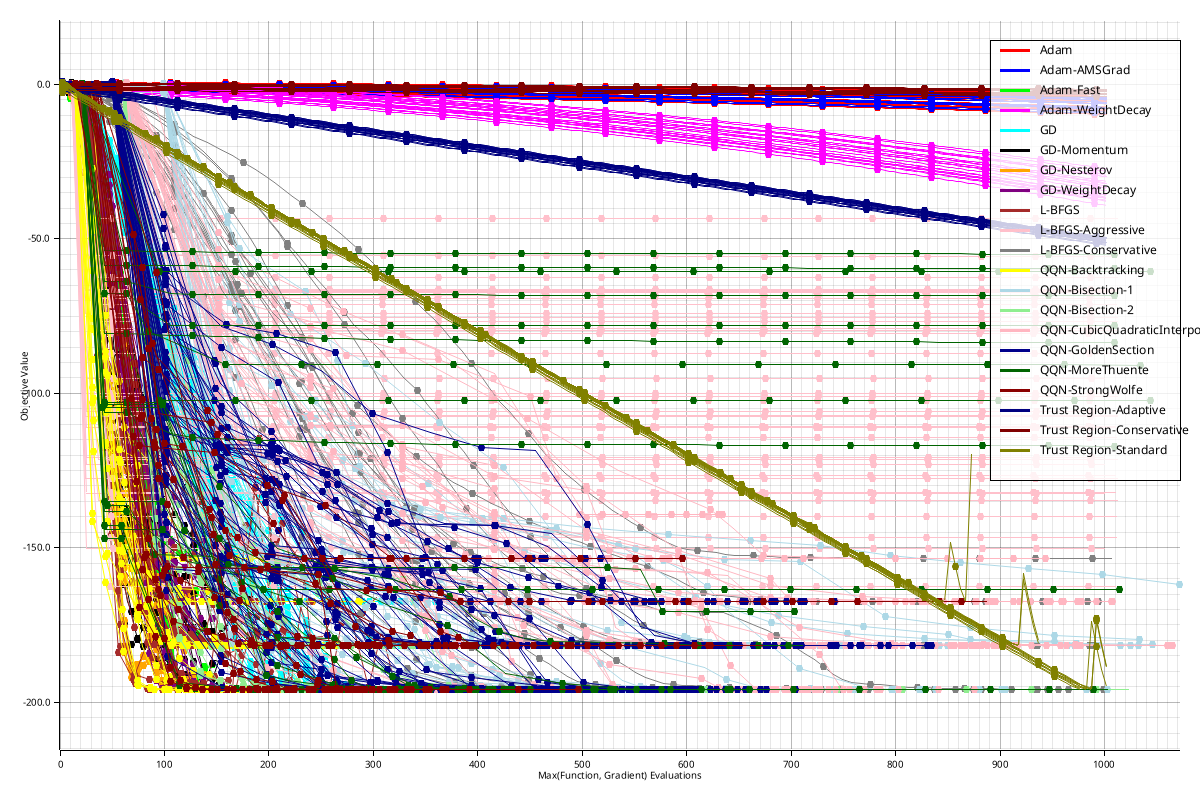 0.0
-50.0
-100.0
-150.0
-200.0
Objective Value
0
100
200
300
400
500
600
700
800
900
1000
Max(Function, Gradient) Evaluations
Adam
Adam-AMSGrad
Adam-Fast
Adam-WeightDecay
GD
GD-Momentum
GD-Nesterov
GD-WeightDecay
L-BFGS
L-BFGS-Aggressive
L-BFGS-Conservative
QQN-Backtracking
QQN-Bisection-1
QQN-Bisection-2
QQN-CubicQuadraticInterpo
QQN-GoldenSection
QQN-MoreThuente
QQN-StrongWolfe
Trust Region-Adaptive
Trust Region-Conservative
Trust Region-Standard